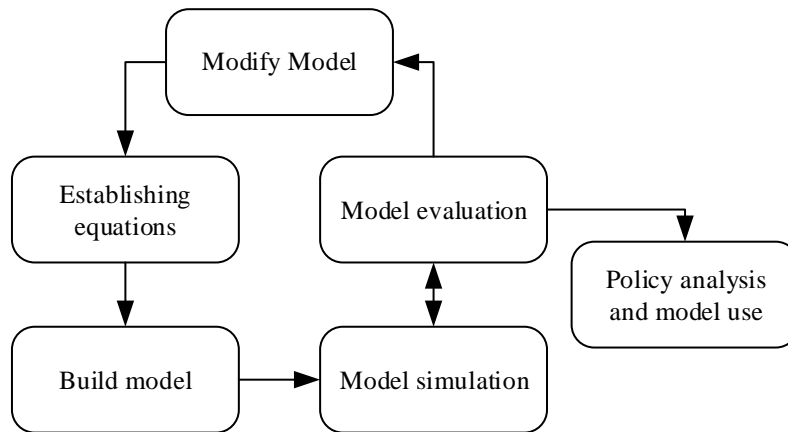 Modify Model
Establishing
equations
Model evaluation
Policy analysis
and model use
Build model
Model simulation